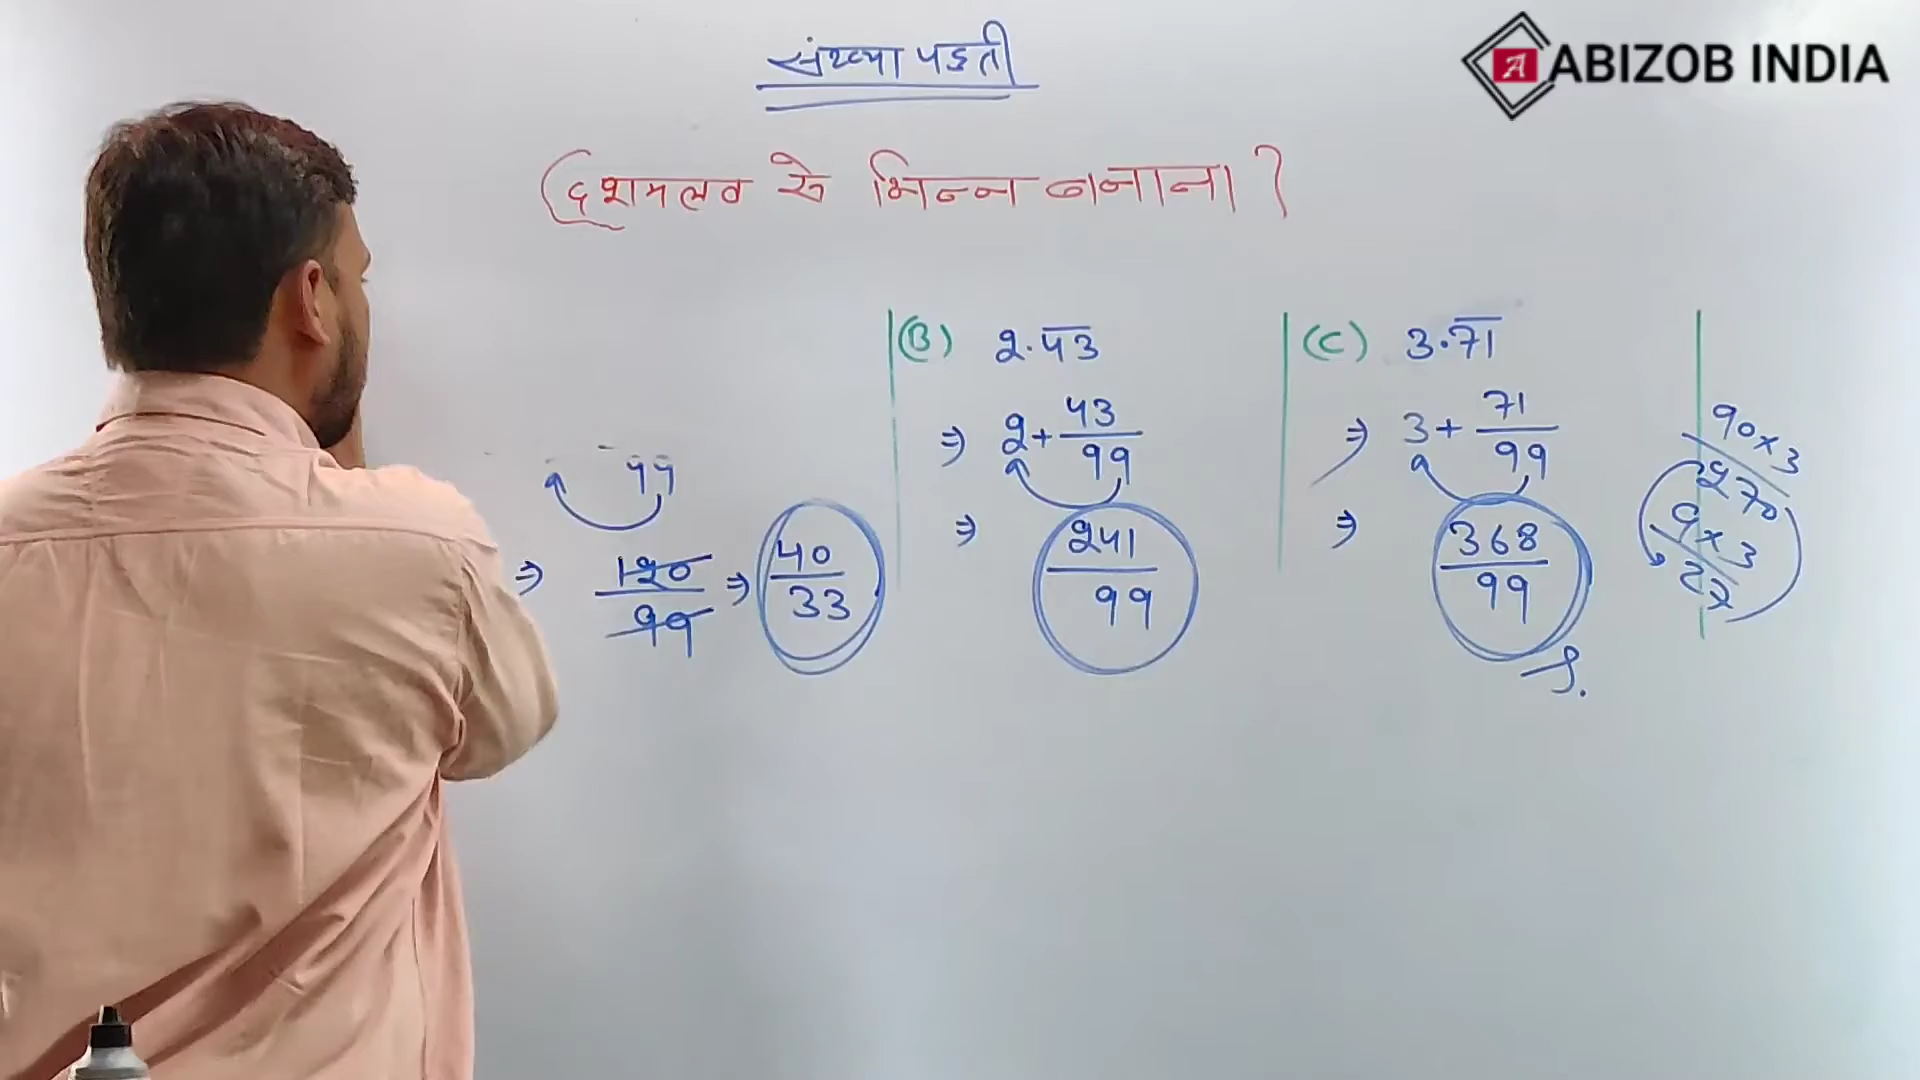 ABIZOB INDIA
संख्या पद्धती
(दशमलव से भिन्न बनाना ?
99
⇒ 120/99 ⇒ 40/33
(B) 2.43
⇒ 2 + 43/99
⇒ 241/99
(C) 3.71
⇒ 3 + 71/99
⇒ 368/99
90×3
270
9×3
27